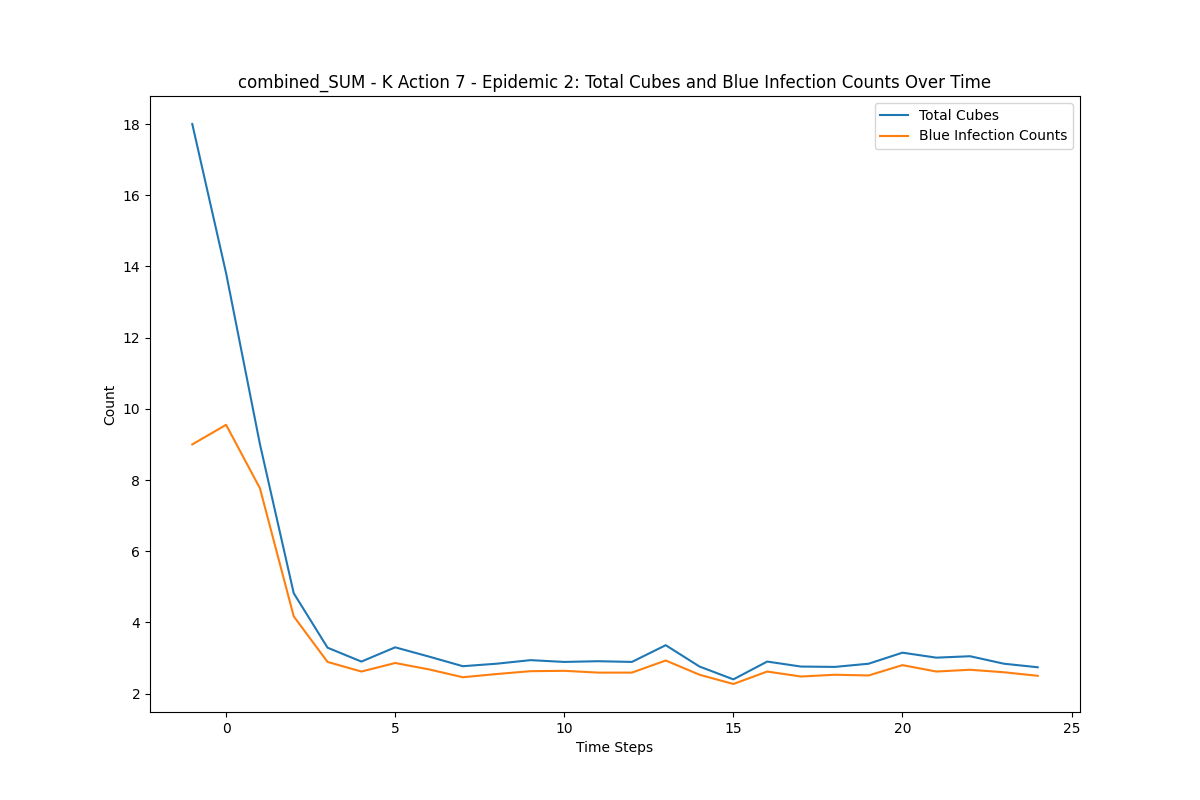 combined_SUM - K Action 7 - Epidemic 2: Total Cubes and Blue Infection Counts Over Time
Total Cubes
Blue Infection Counts
18
16
14
12
10
8
6
4
2
Count
0 5 10 15 20 25
Time Steps